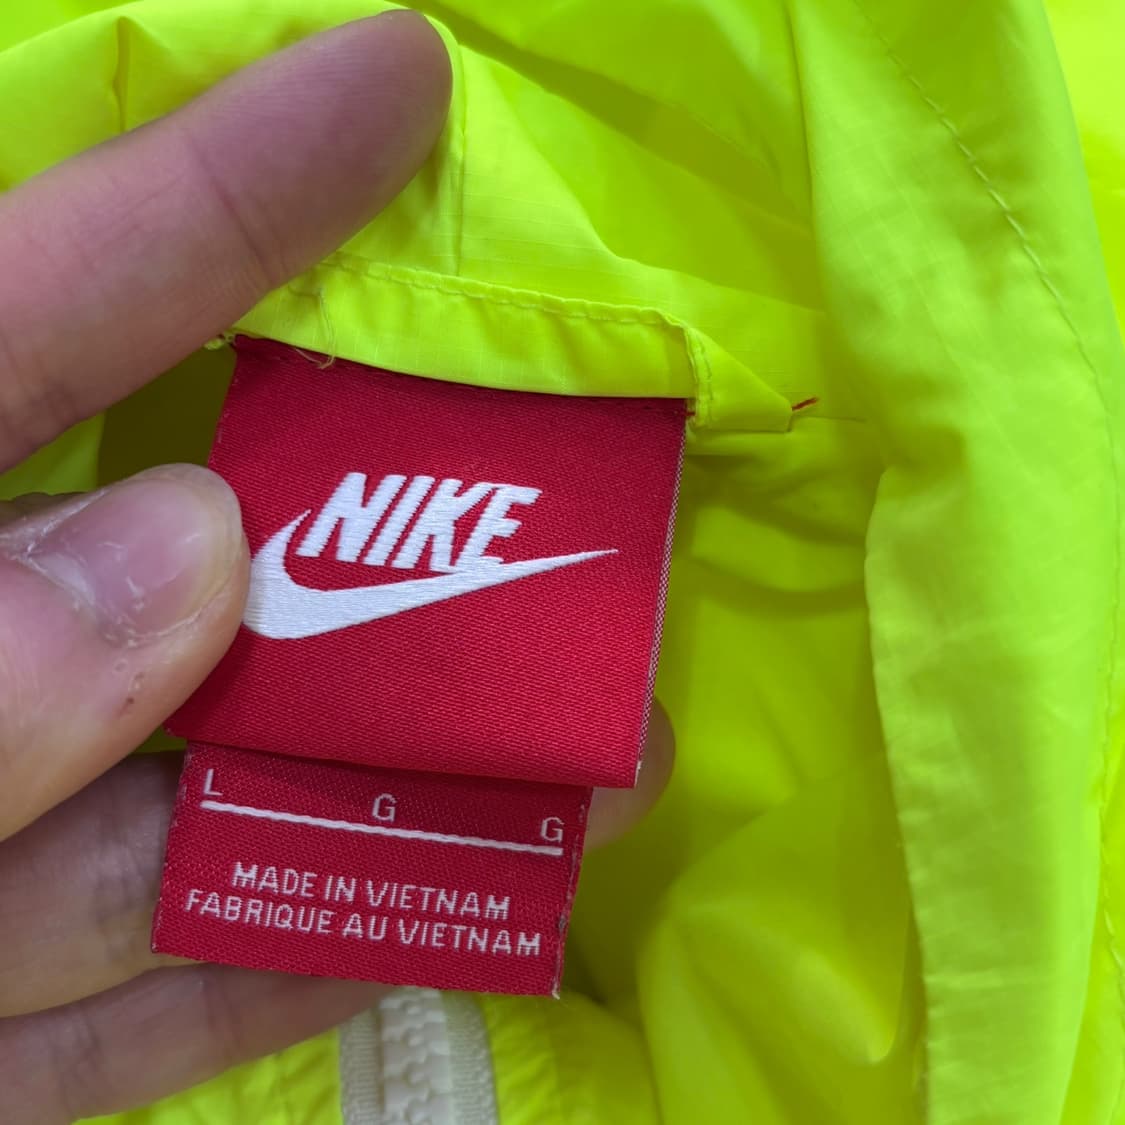 NIKE
L G G
MADE IN VIETNAM
FABRIQUE AU VIETNAM